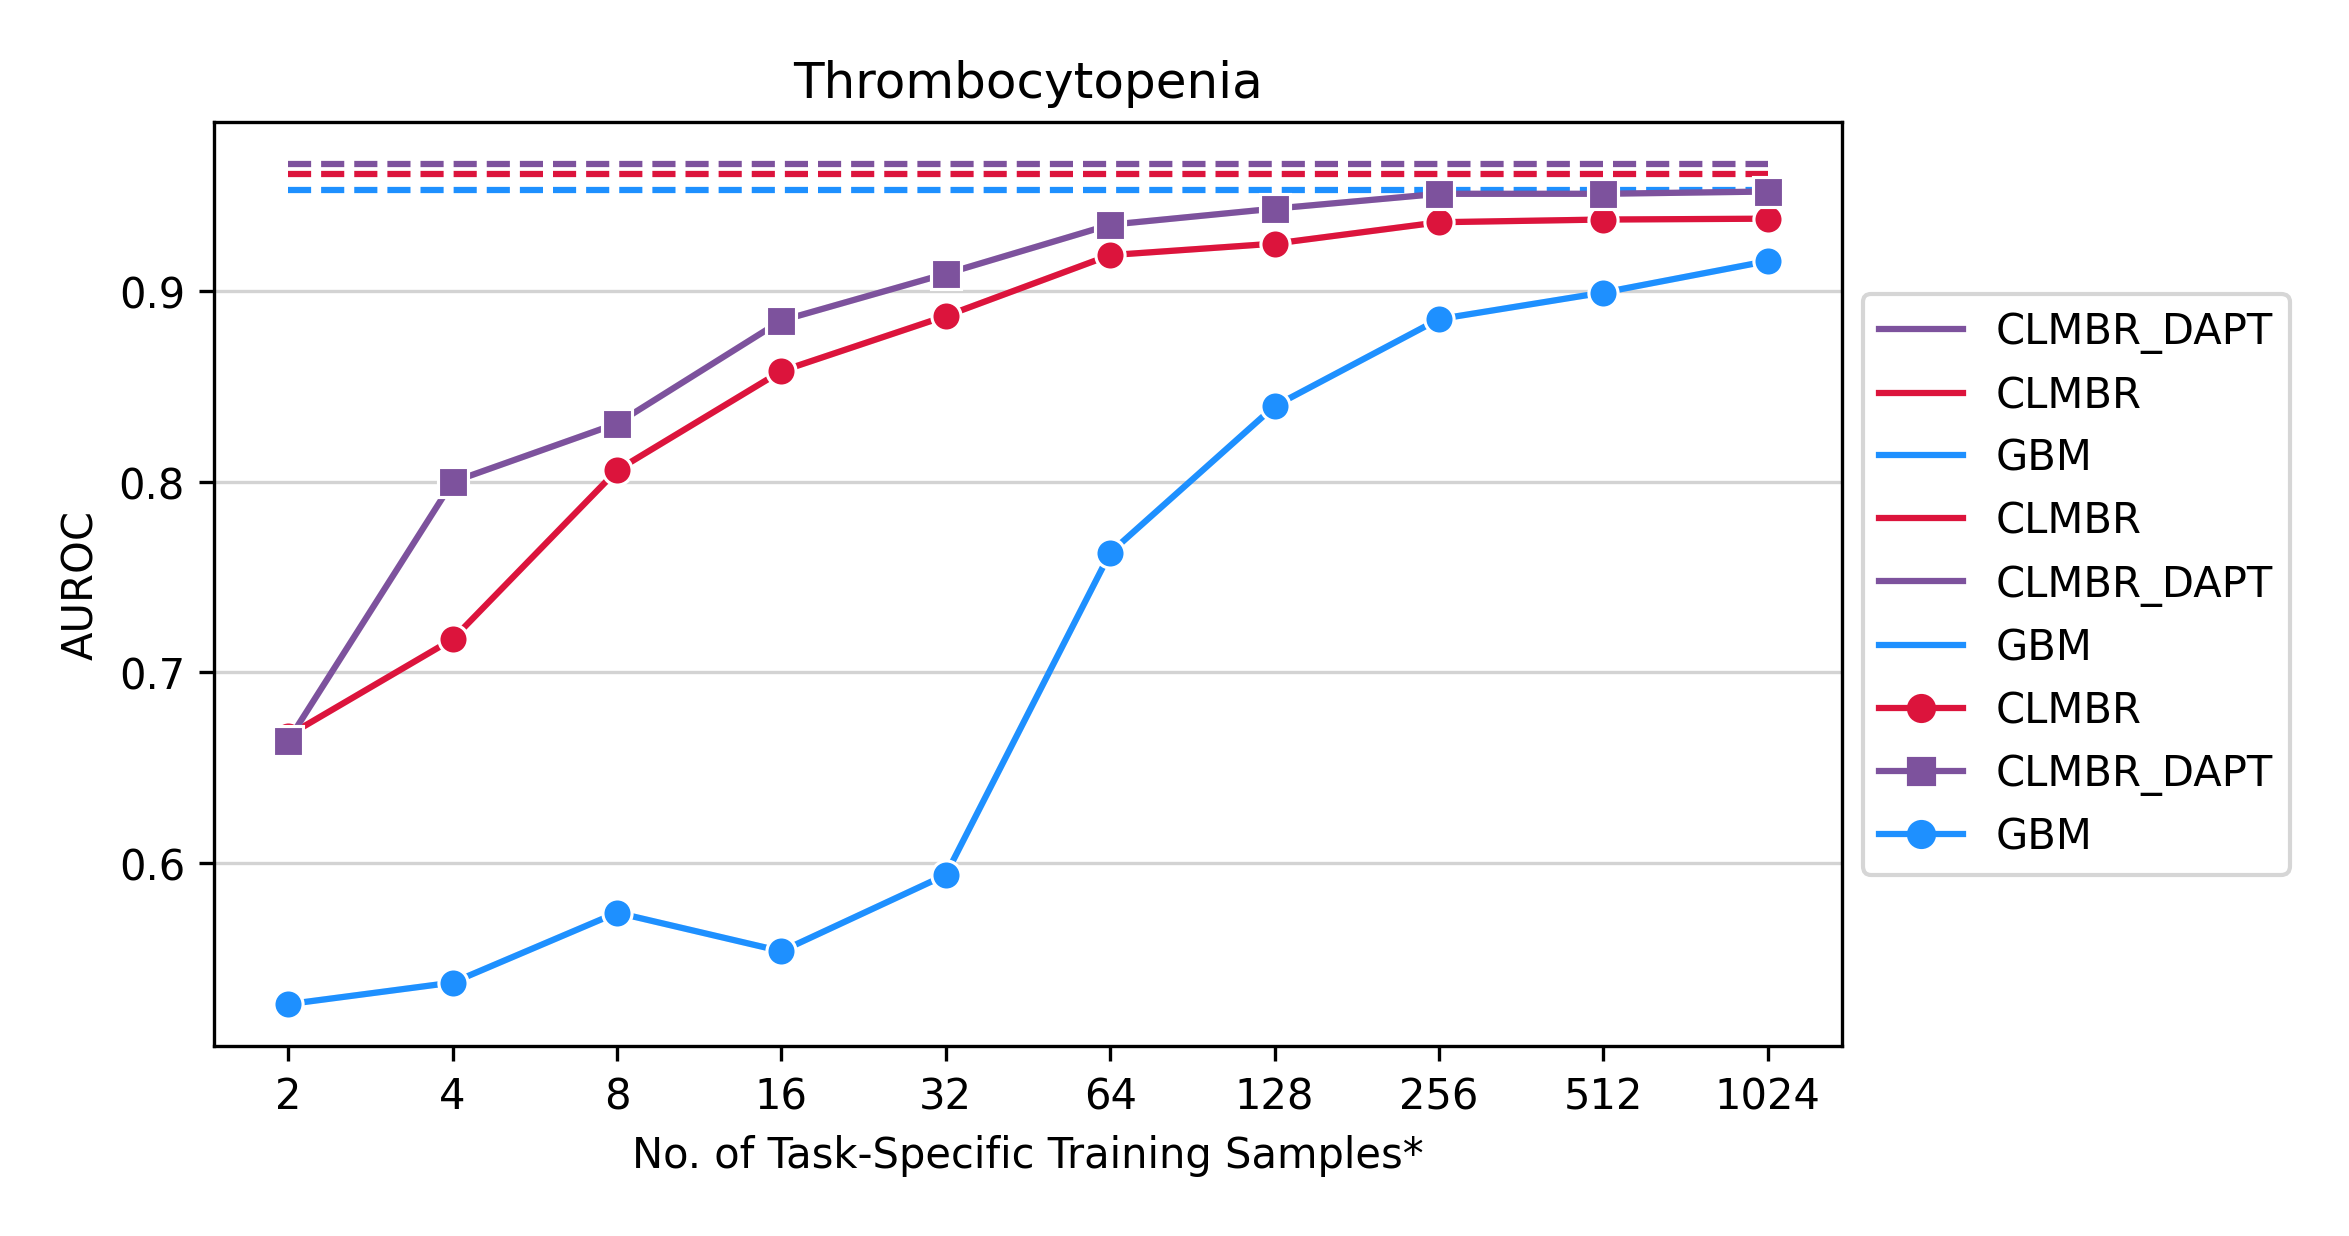 Thrombocytopenia
AUROC
0.9
0.8
0.7
0.6
2 4 8 16 32 64 128 256 512 1024
No. of Task-Specific Training Samples*
CLMBR_DAPT
CLMBR
GBM
CLMBR
CLMBR_DAPT
GBM
CLMBR
CLMBR_DAPT
GBM